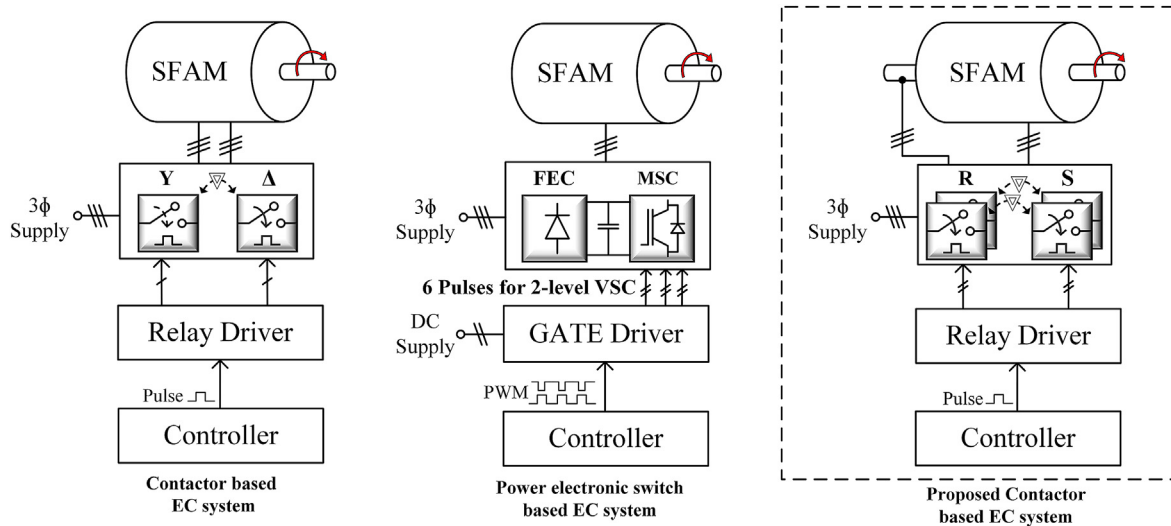 SFAM
Y Δ
3ϕ
Supply
Relay Driver
Pulse
Controller
Contactor based
EC system
SFAM
FEC MSC
3ϕ
Supply
6 Pulses for 2-level VSC
DC
Supply
GATE Driver
PWM
Controller
Power electronic switch
based EC system
SFAM
R S
3ϕ
Supply
Relay Driver
Pulse
Controller
Proposed Contactor
based EC system